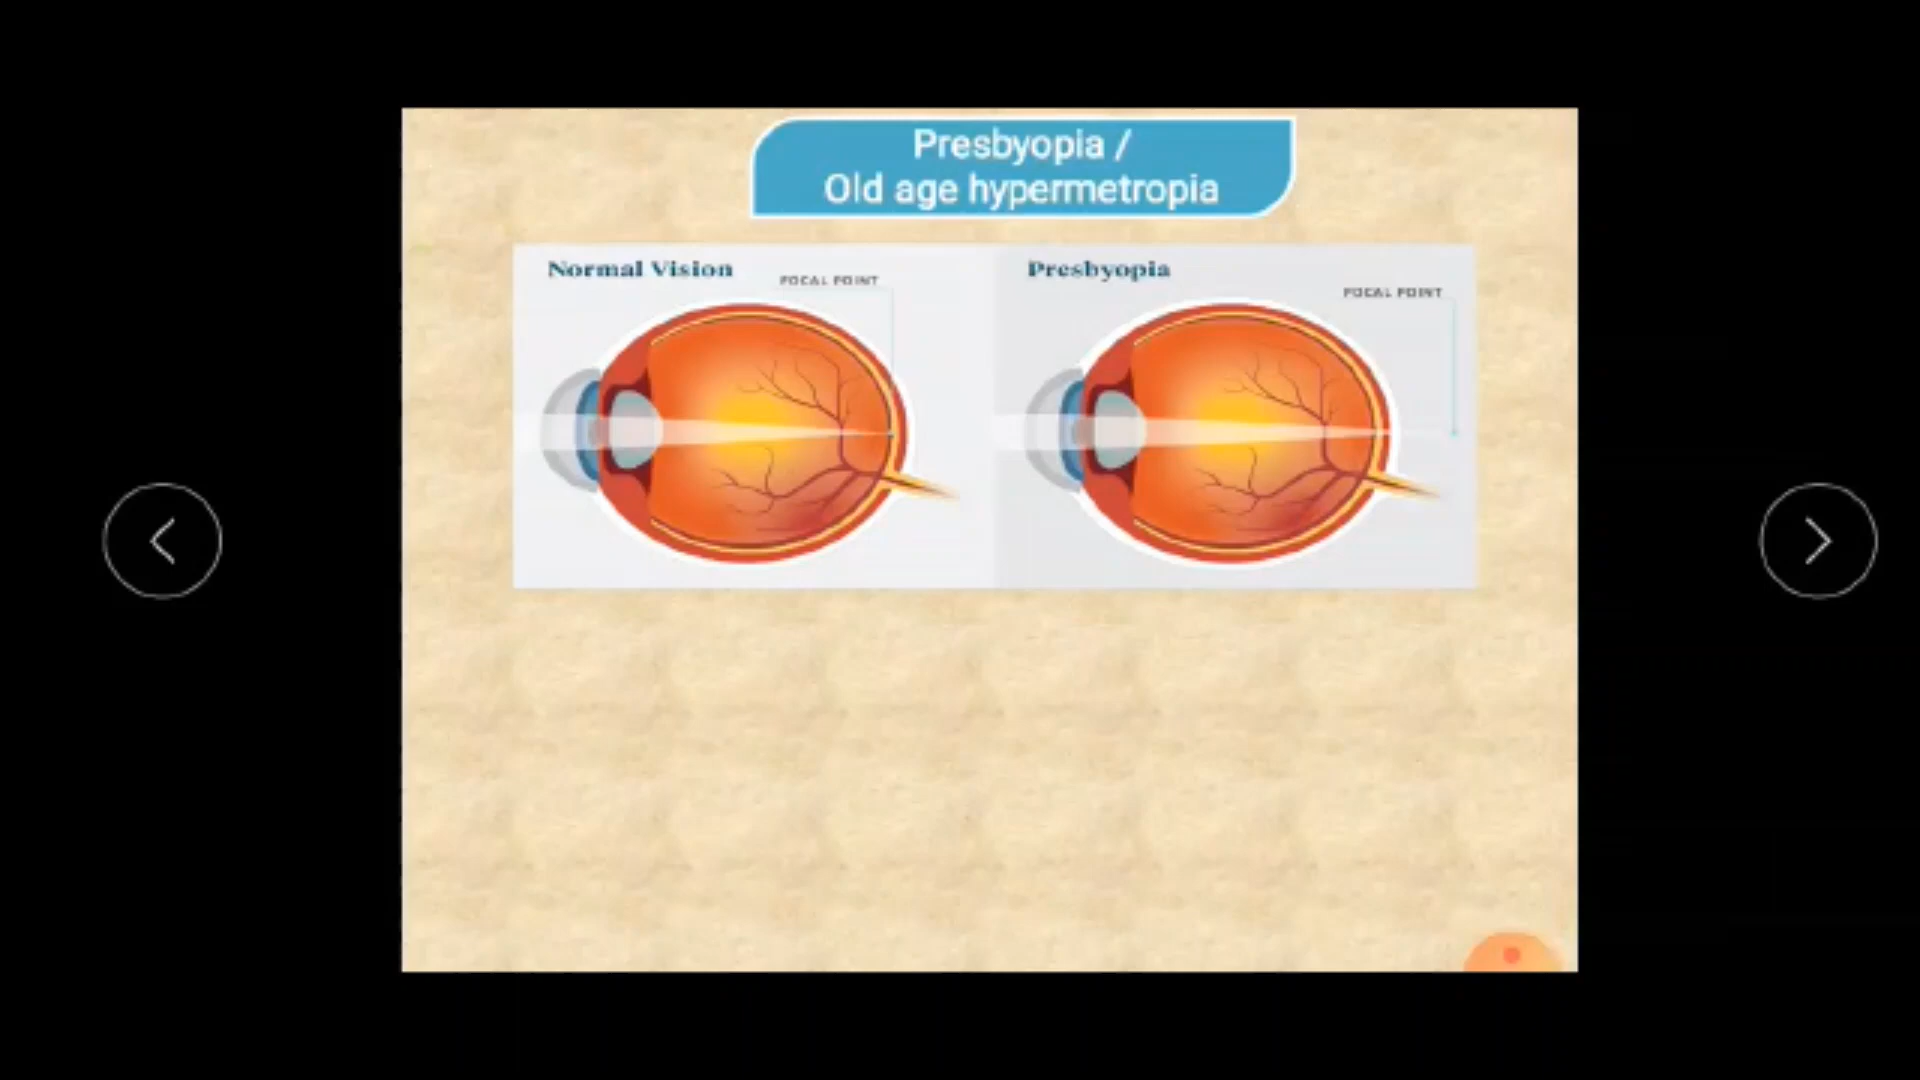 Presbyopia /
Old age hypermetropia
Normal Vision
FOCAL POINT
Presbyopia
FOCAL POINT